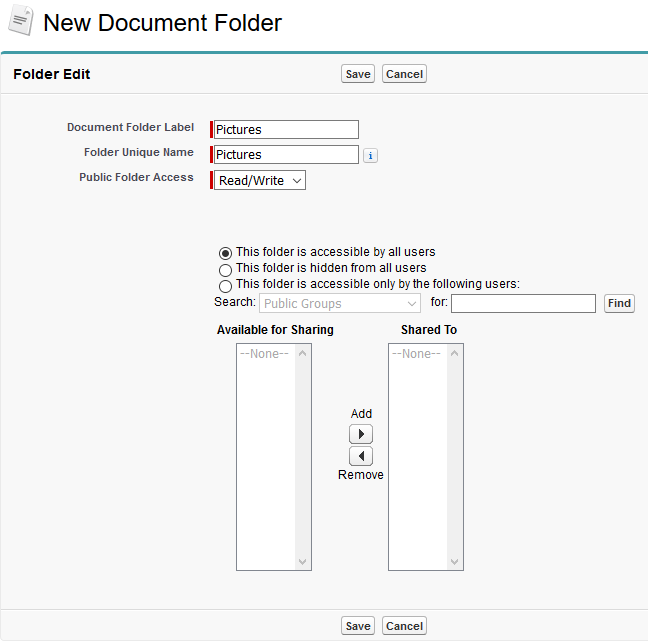 New Document Folder
Folder Edit Save Cancel
Document Folder Label Pictures
Folder Unique Name Pictures i
Public Folder Access Read/Write
This folder is accessible by all users
This folder is hidden from all users
This folder is accessible only by the following users:
Search: Public Groups for: Find
Available for Sharing Shared To
--None-- --None--
Add
Remove
Save Cancel